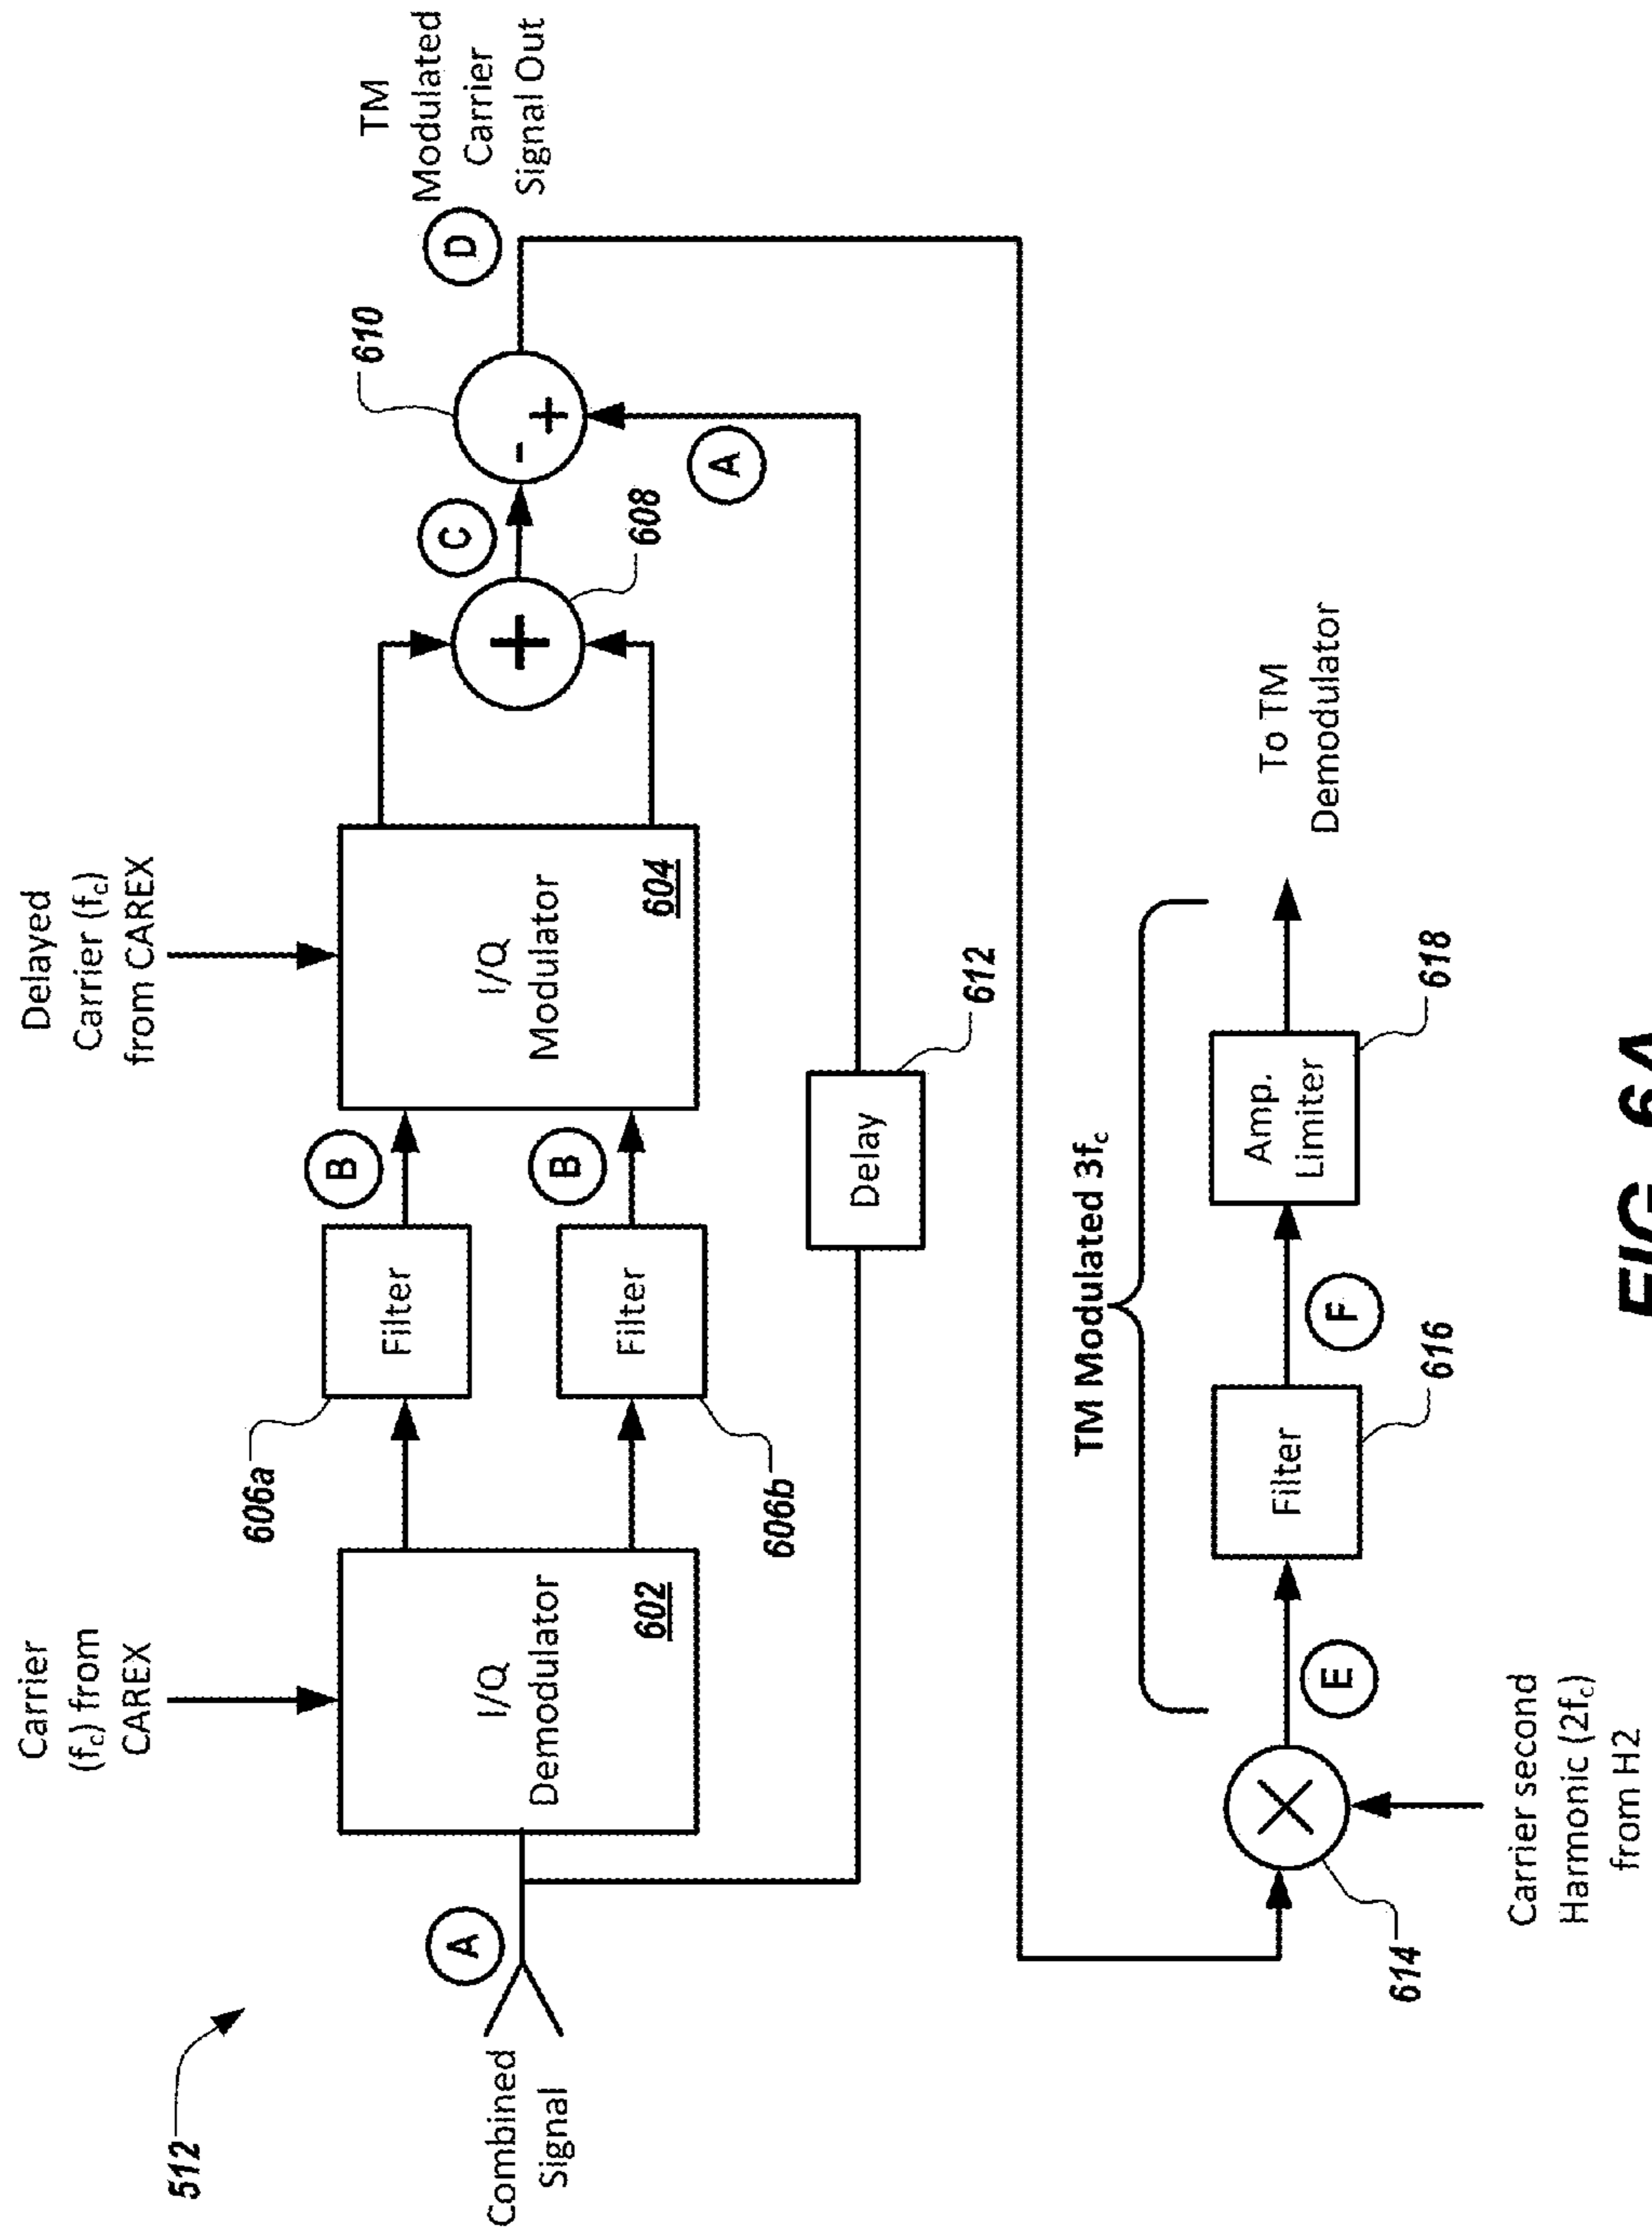 512
Combined
Signal
A
Carrier
(fc) from
CAREX
I/Q
Demodulator
602
606a
Filter
B
606b
Filter
B
Delayed
Carrier (fc)
from CAREX
I/Q
Modulator
604
Delay
612
+
608
C
-
+
610
A
D
TM
Modulated
Carrier
Signal Out
614
Carrier second
Harmonic (2fc)
from H2
E
TM Modulated 3fc
Filter
616
F
Amp.
Limiter
618
To TM
Demodulator
FIG. 6A